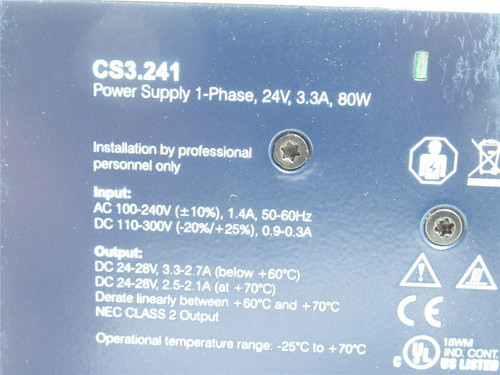 CS3.241
Power Supply 1-Phase, 24V, 3.3A, 80W
Installation by professional
personnel only
Input:
AC 100-240V (±10%), 1.4A, 50-60Hz
DC 110-300V (-20%/+25%), 0.9-0.3A
Output:
DC 24-28V, 3.3-2.7A (below +60°C)
DC 24-28V, 2.5-2.1A (at +70°C)
Derate linearly between +60°C and +70°C
NEC CLASS 2 Output
Operational temperature range: -25°C to +70°C
CE
C UL 18WM
IND. CONT.
US LISTED